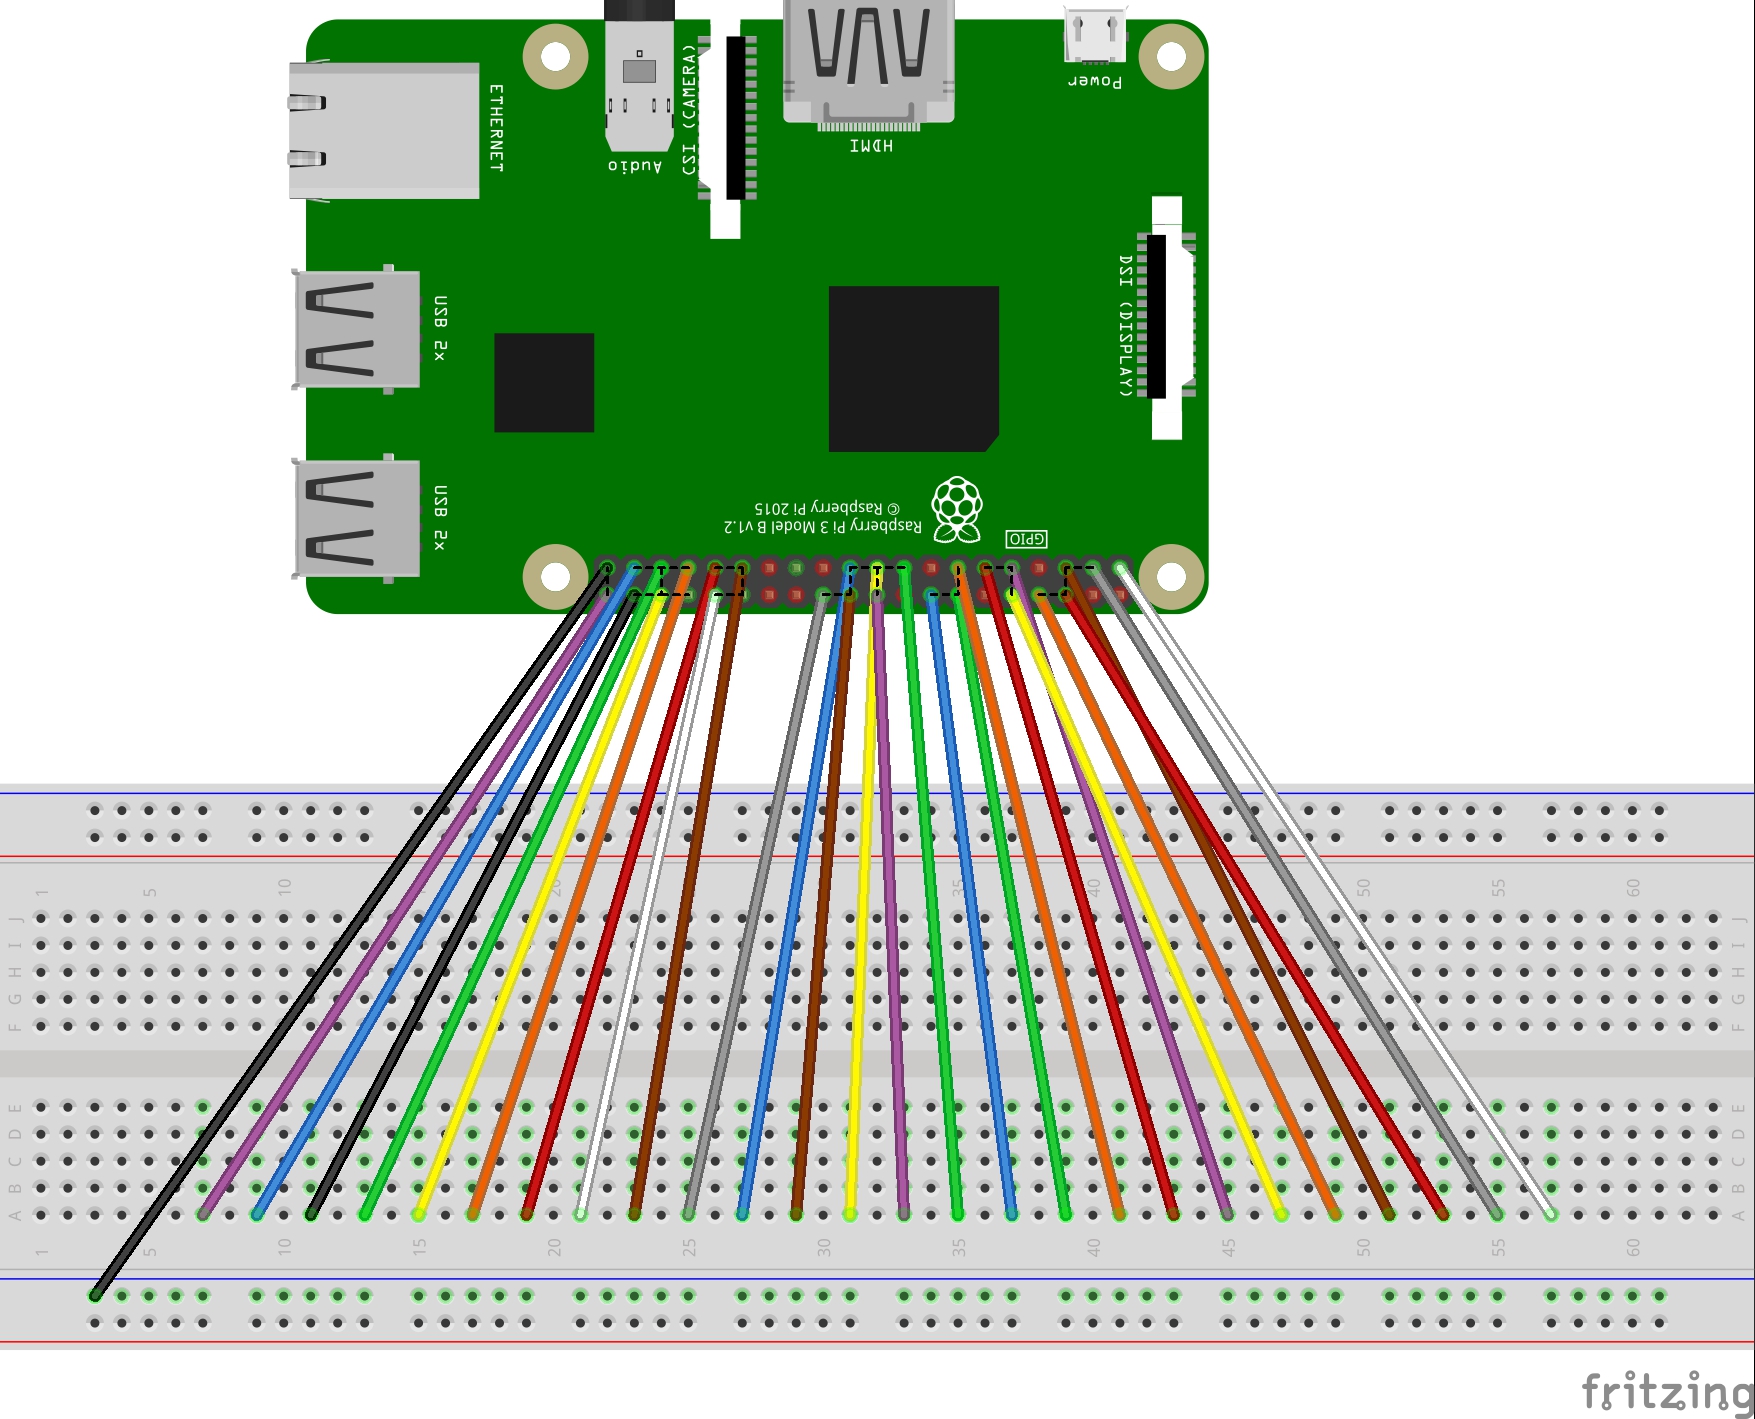 ETHERNET
Audio
CSI (CAMERA)
HDMI
Power
USB 2x
DSI (DISPLAY)
USB 2x
© Raspberry Pi 2015
Raspberry Pi 3 Model B v1.2
GPIO
1 5 10 20 35 40 50 55 60
J J
I I
H H
G G
F F
E E
D D
C C
B B
A A
1 5 10 15 20 25 30 35 40 45 50 55 60
fritzing